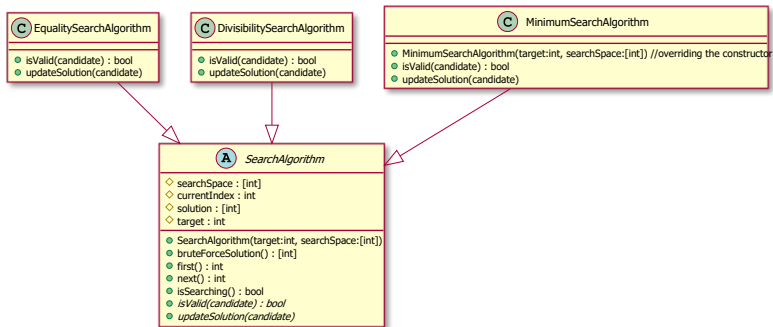 C EqualitySearchAlgorithm
isValid(candidate) : bool
updateSolution(candidate)
C DivisibilitySearchAlgorithm
isValid(candidate) : bool
updateSolution(candidate)
C MinimumSearchAlgorithm
MinimumSearchAlgorithm(target:int, searchSpace:[int]) //overriding the constructor
isValid(candidate) : bool
updateSolution(candidate)
A SearchAlgorithm
searchSpace : [int]
currentIndex : int
solution : [int]
target : int
SearchAlgorithm(target:int, searchSpace:[int])
bruteForceSolution() : [int]
first() : int
next() : int
isSearching() : bool
isValid(candidate) : bool
updateSolution(candidate)